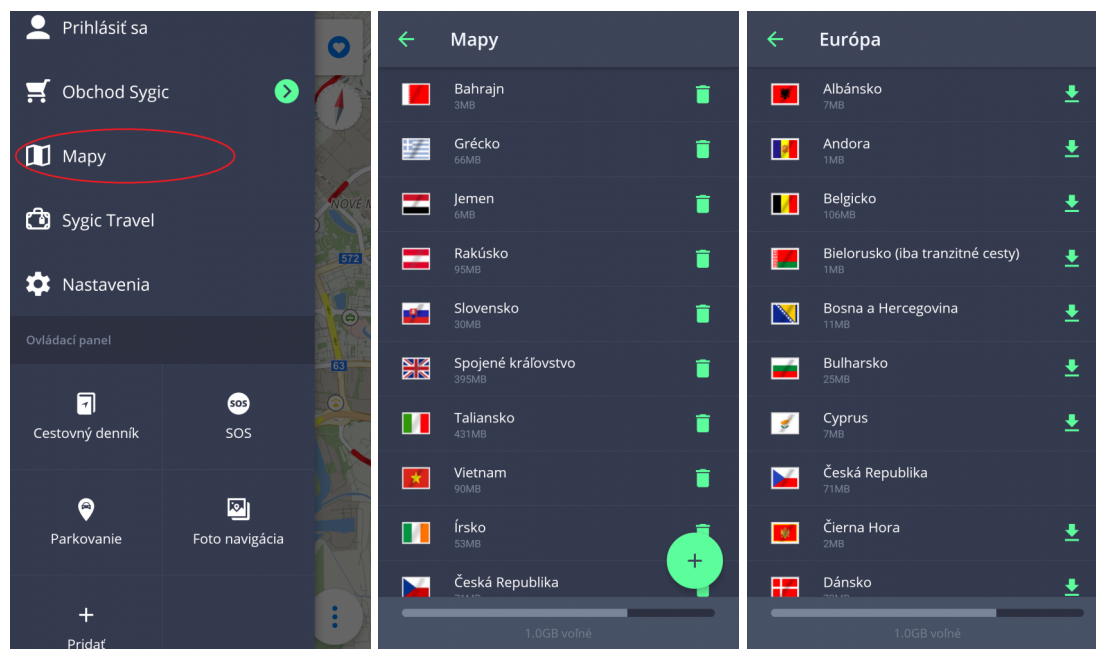 Prihlásiť sa
Obchod Sygic
Mapy
Sygic Travel
Nastavenia
Ovládací panel
Cestovný denník
SOS
SOS
Parkovanie
Foto navigácia
Pridať
NOVÉ M
572
63
Mapy
Bahrajn
3MB
Grécko
66MB
Jemen
6MB
Rakúsko
95MB
Slovensko
30MB
Spojené kráľovstvo
395MB
Taliansko
431MB
Vietnam
90MB
Írsko
53MB
Česká Republika
71MB
1.0GB voľné
Európa
Albánsko
7MB
Andora
1MB
Belgicko
106MB
Bielorusko (iba tranzitné cesty)
1MB
Bosna a Hercegovina
11MB
Bulharsko
25MB
Cyprus
7MB
Česká Republika
71MB
Čierna Hora
2MB
Dánsko
1.0GB voľné